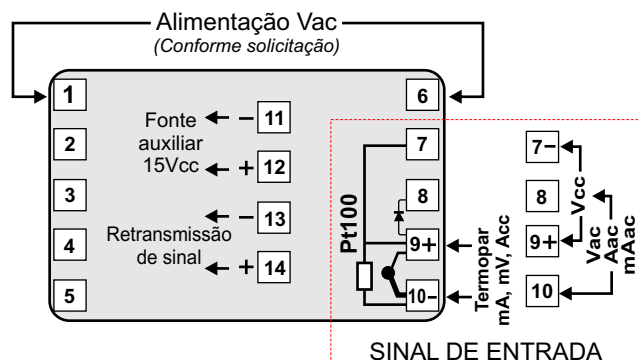 Alimentação Vac
(Conforme solicitação)
1
2
3
4
5
Fonte
auxiliar
15Vcc
– 11
+ 12
Retransmissão
de sinal
– 13
+ 14
6
7
8
9+
10-
Pt100
Termopar
mA, mV, Acc
7–
8
9+
10
Vcc
Vac
Aac
mAac
SINAL DE ENTRADA